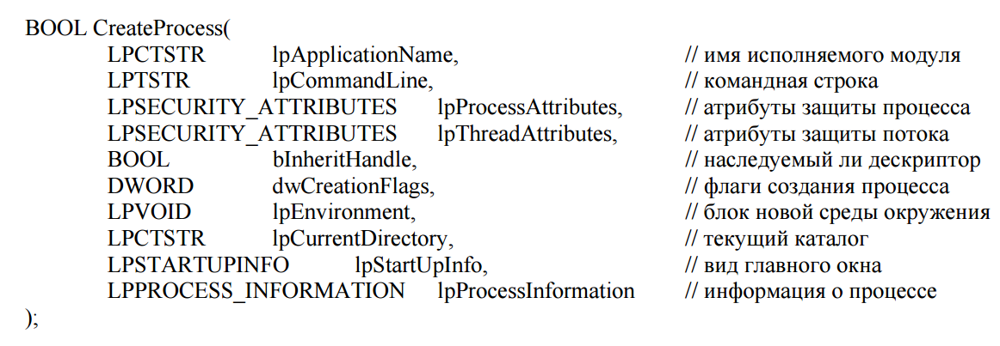 BOOL CreateProcess(
LPCTSTR lpApplicationName, // имя исполняемого модуля
LPTSTR lpCommandLine, // командная строка
LPSECURITY_ATTRIBUTES lpProcessAttributes, // атрибуты защиты процесса
LPSECURITY_ATTRIBUTES lpThreadAttributes, // атрибуты защиты потока
BOOL bInheritHandle, // наследуемый ли дескриптор
DWORD dwCreationFlags, // флаги создания процесса
LPVOID lpEnvironment, // блок новой среды окружения
LPCTSTR lpCurrentDirectory, // текущий каталог
LPSTARTUPINFO lpStartUpInfo, // вид главного окна
LPPROCESS_INFORMATION lpProcessInformation // информация о процессе
);